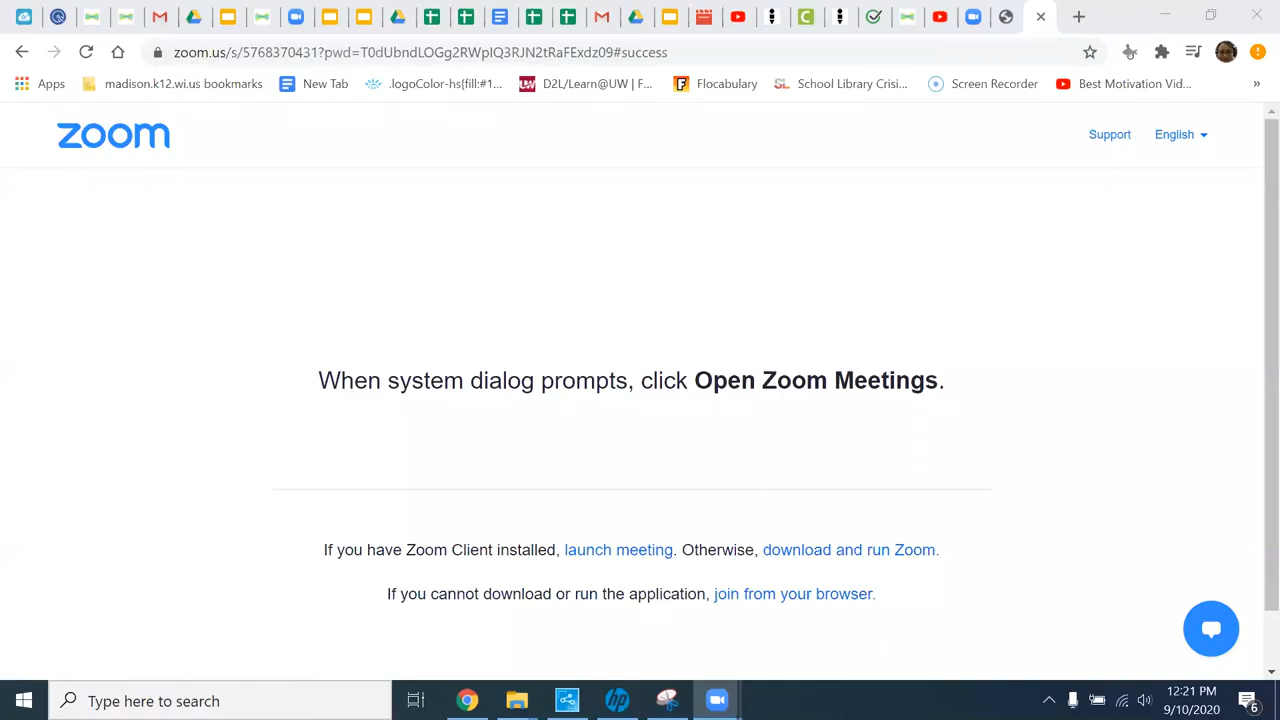 zoom.us/s/5768370431?pwd=T0dUbndLOGg2RWplQ3RJN2tRaFExdz09#success
Apps madison.k12.wi.us bookmarks New Tab .logoColor-hs{fill:#1... D2L/Learn@UW | F... Flocabulary School Library Crisi... Screen Recorder Best Motivation Vid... »
zoom
Support English
When system dialog prompts, click Open Zoom Meetings.
If you have Zoom Client installed, launch meeting. Otherwise, download and run Zoom.
If you cannot download or run the application, join from your browser.
Type here to search
12:21 PM
9/10/2020
6